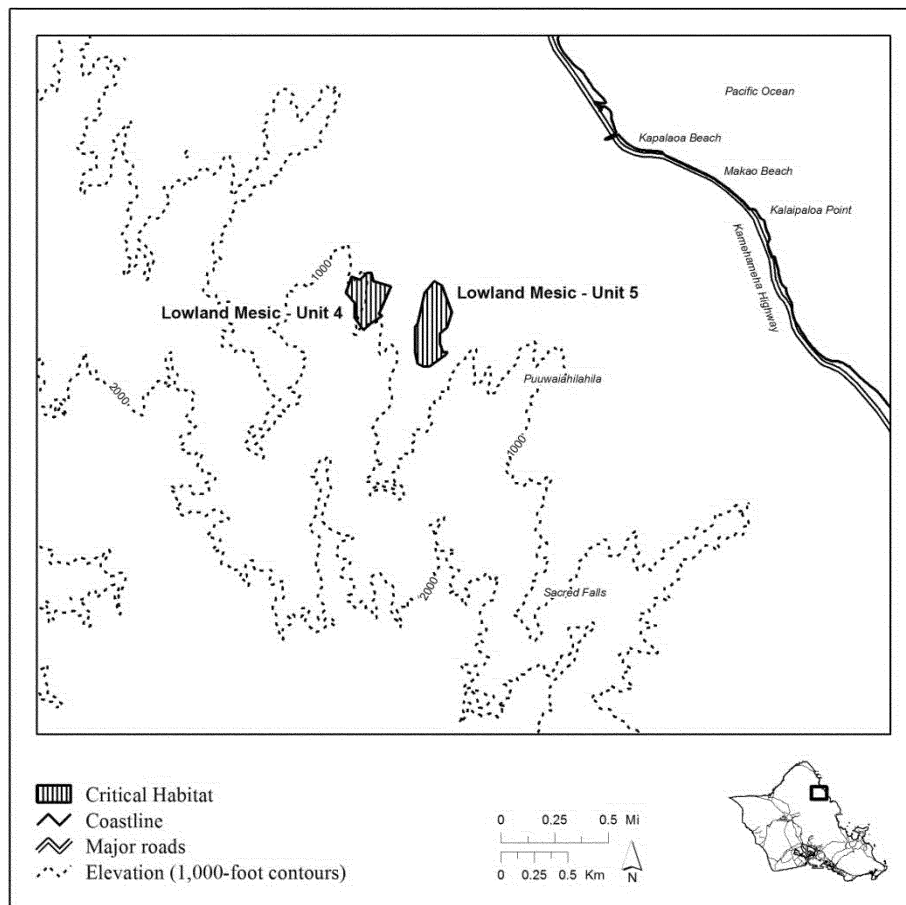 Pacific Ocean
Kapalaoa Beach
Makao Beach
Kalaipaloa Point
Kamehameha Highway
1000
Lowland Mesic - Unit 5
Lowland Mesic - Unit 4
2000
Puuwaiahilahila
1000
2000
Sacred Falls
Critical Habitat
Coastline
Major roads
Elevation (1,000-foot contours)
0 0.25 0.5 Mi
0 0.25 0.5 Km
N